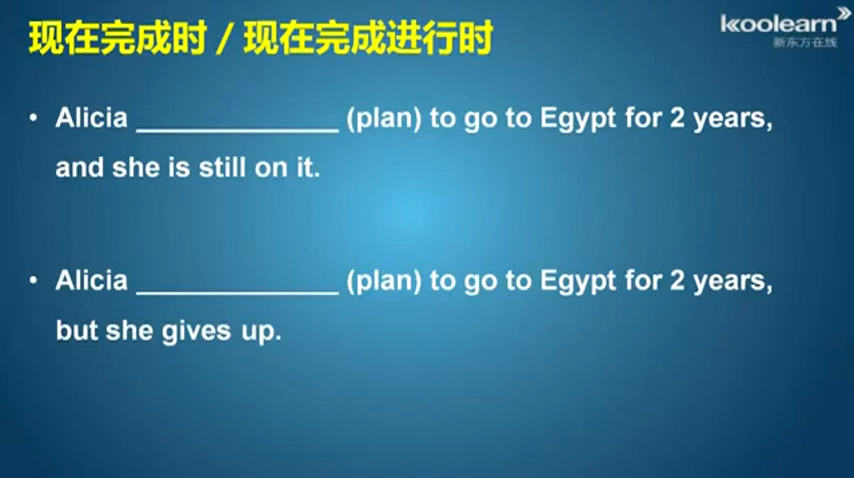 现在完成时 / 现在完成进行时
koolearn
新东方在线
• Alicia _____________ (plan) to go to Egypt for 2 years,
and she is still on it.
• Alicia _____________ (plan) to go to Egypt for 2 years,
but she gives up.